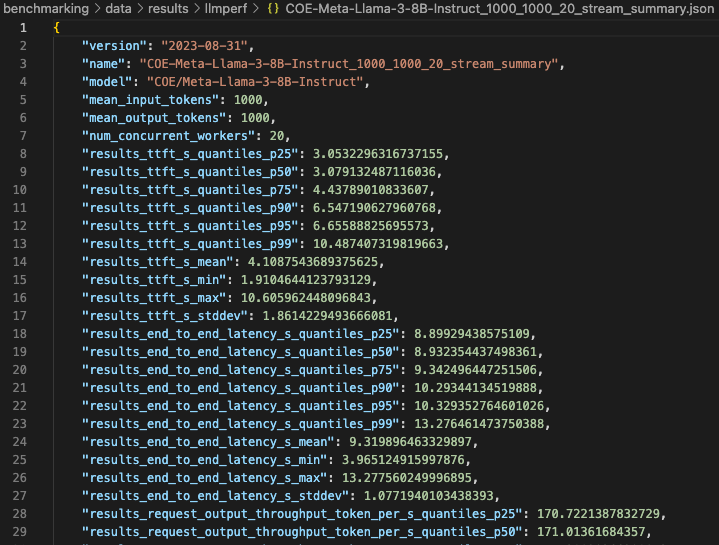 benchmarking > data > results > llmperf > {} COE-Meta-Llama-3-8B-Instruct_1000_1000_20_stream_summary.json
1 {
2 "version": "2023-08-31",
3 "name": "COE-Meta-Llama-3-8B-Instruct_1000_1000_20_stream_summary",
4 "model": "COE/Meta-Llama-3-8B-Instruct",
5 "mean_input_tokens": 1000,
6 "mean_output_tokens": 1000,
7 "num_concurrent_workers": 20,
8 "results_ttft_s_quantiles_p25": 3.0532296316737155,
9 "results_ttft_s_quantiles_p50": 3.079132487116036,
10 "results_ttft_s_quantiles_p75": 4.43789010833607,
11 "results_ttft_s_quantiles_p90": 6.547190627960768,
12 "results_ttft_s_quantiles_p95": 6.65588825695573,
13 "results_ttft_s_quantiles_p99": 10.487407319819663,
14 "results_ttft_s_mean": 4.1087543689375625,
15 "results_ttft_s_min": 1.9104644123793129,
16 "results_ttft_s_max": 10.605962448096843,
17 "results_ttft_s_stddev": 1.8614229493666081,
18 "results_end_to_end_latency_s_quantiles_p25": 8.89929438575109,
19 "results_end_to_end_latency_s_quantiles_p50": 8.932354437498361,
20 "results_end_to_end_latency_s_quantiles_p75": 9.342496447251506,
21 "results_end_to_end_latency_s_quantiles_p90": 10.29344134519888,
22 "results_end_to_end_latency_s_quantiles_p95": 10.329352764601026,
23 "results_end_to_end_latency_s_quantiles_p99": 13.276461473750388,
24 "results_end_to_end_latency_s_mean": 9.319896463329897,
25 "results_end_to_end_latency_s_min": 3.965124915997876,
26 "results_end_to_end_latency_s_max": 13.277560249996895,
27 "results_end_to_end_latency_s_stddev": 1.0771940103438393,
28 "results_request_output_throughput_token_per_s_quantiles_p25": 170.7221387832729,
29 "results_request_output_throughput_token_per_s_quantiles_p50": 171.01361684357,